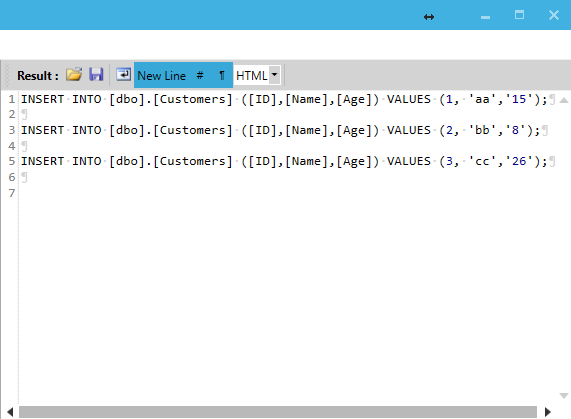 Result :
New Line # ¶ HTML
1 INSERT INTO [dbo].[Customers] ([ID],[Name],[Age]) VALUES (1, 'aa','15');¶
2 ¶
3 INSERT INTO [dbo].[Customers] ([ID],[Name],[Age]) VALUES (2, 'bb','8');¶
4 ¶
5 INSERT INTO [dbo].[Customers] ([ID],[Name],[Age]) VALUES (3, 'cc','26');¶
6 ¶
7